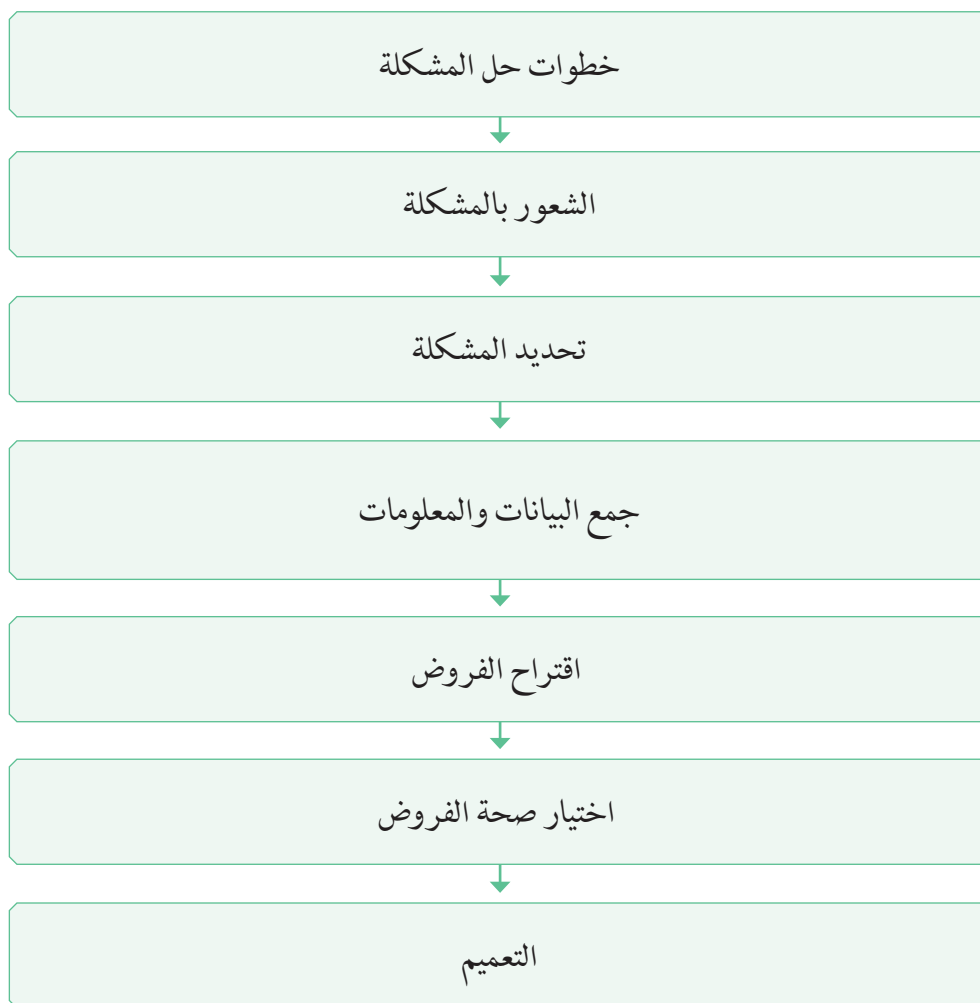 خطوات حل المشكلة
الشعور بالمشكلة
تحديد المشكلة
جمع البيانات والمعلومات
اقتراح الفروض
اختيار صحة الفروض
التعميم